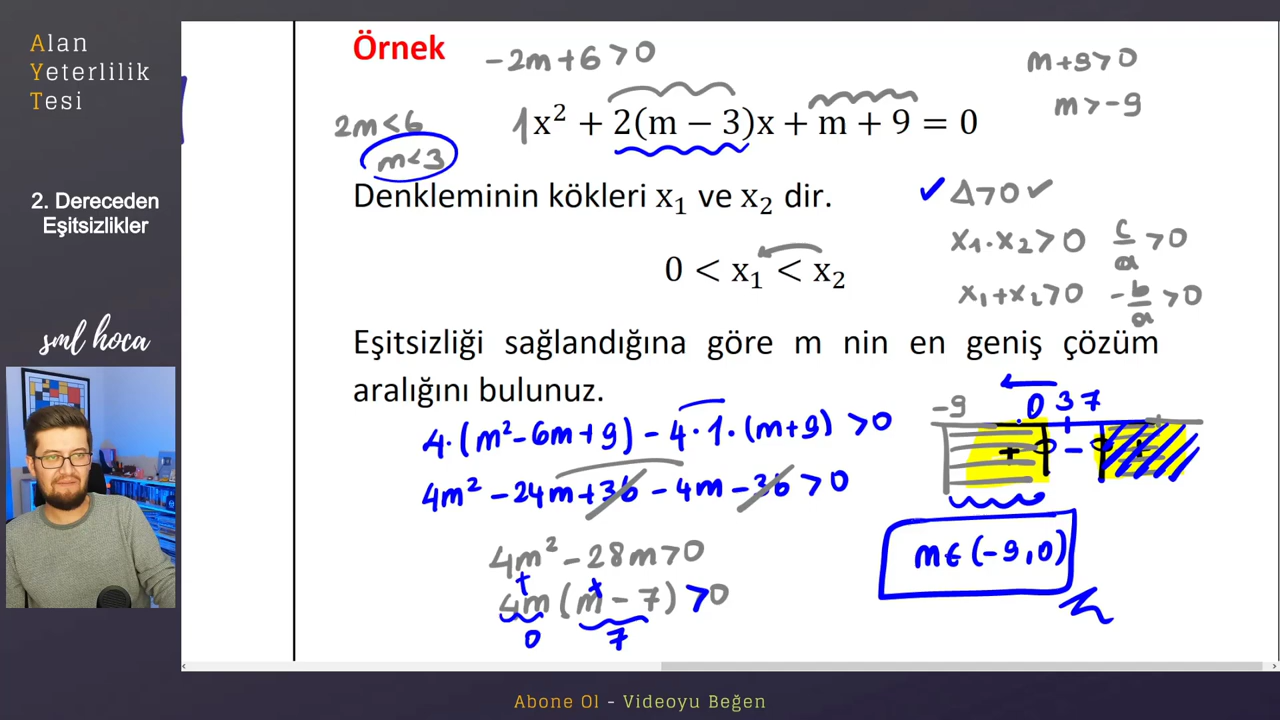 Alan
Yeterlilik
Tesi
2. Dereceden
Eşitsizlikler
sml hoca
Örnek
-2m+6>0
m+9>0
m>-9
2m<6
m<3
1x² + 2(m − 3)x + m + 9 = 0
Denkleminin kökleri x₁ ve x₂ dir.
✓ Δ>0 ✓
x₁·x₂>0 c/a >0
0 < x₁ < x₂
x₁+x₂>0 -b/a >0
Eşitsizliği sağlandığına göre m nin en geniş çözüm
aralığını bulunuz.
-9 0 3 7
+ - +
4·(m²-6m+9) - 4·1·(m+9) >0
4m² -24m+36 -4m-36 >0
4m² -28m>0
m∈(-9,0)
4m (m-7) >0
+ +
0 7
Abone Ol - Videoyu Beğen